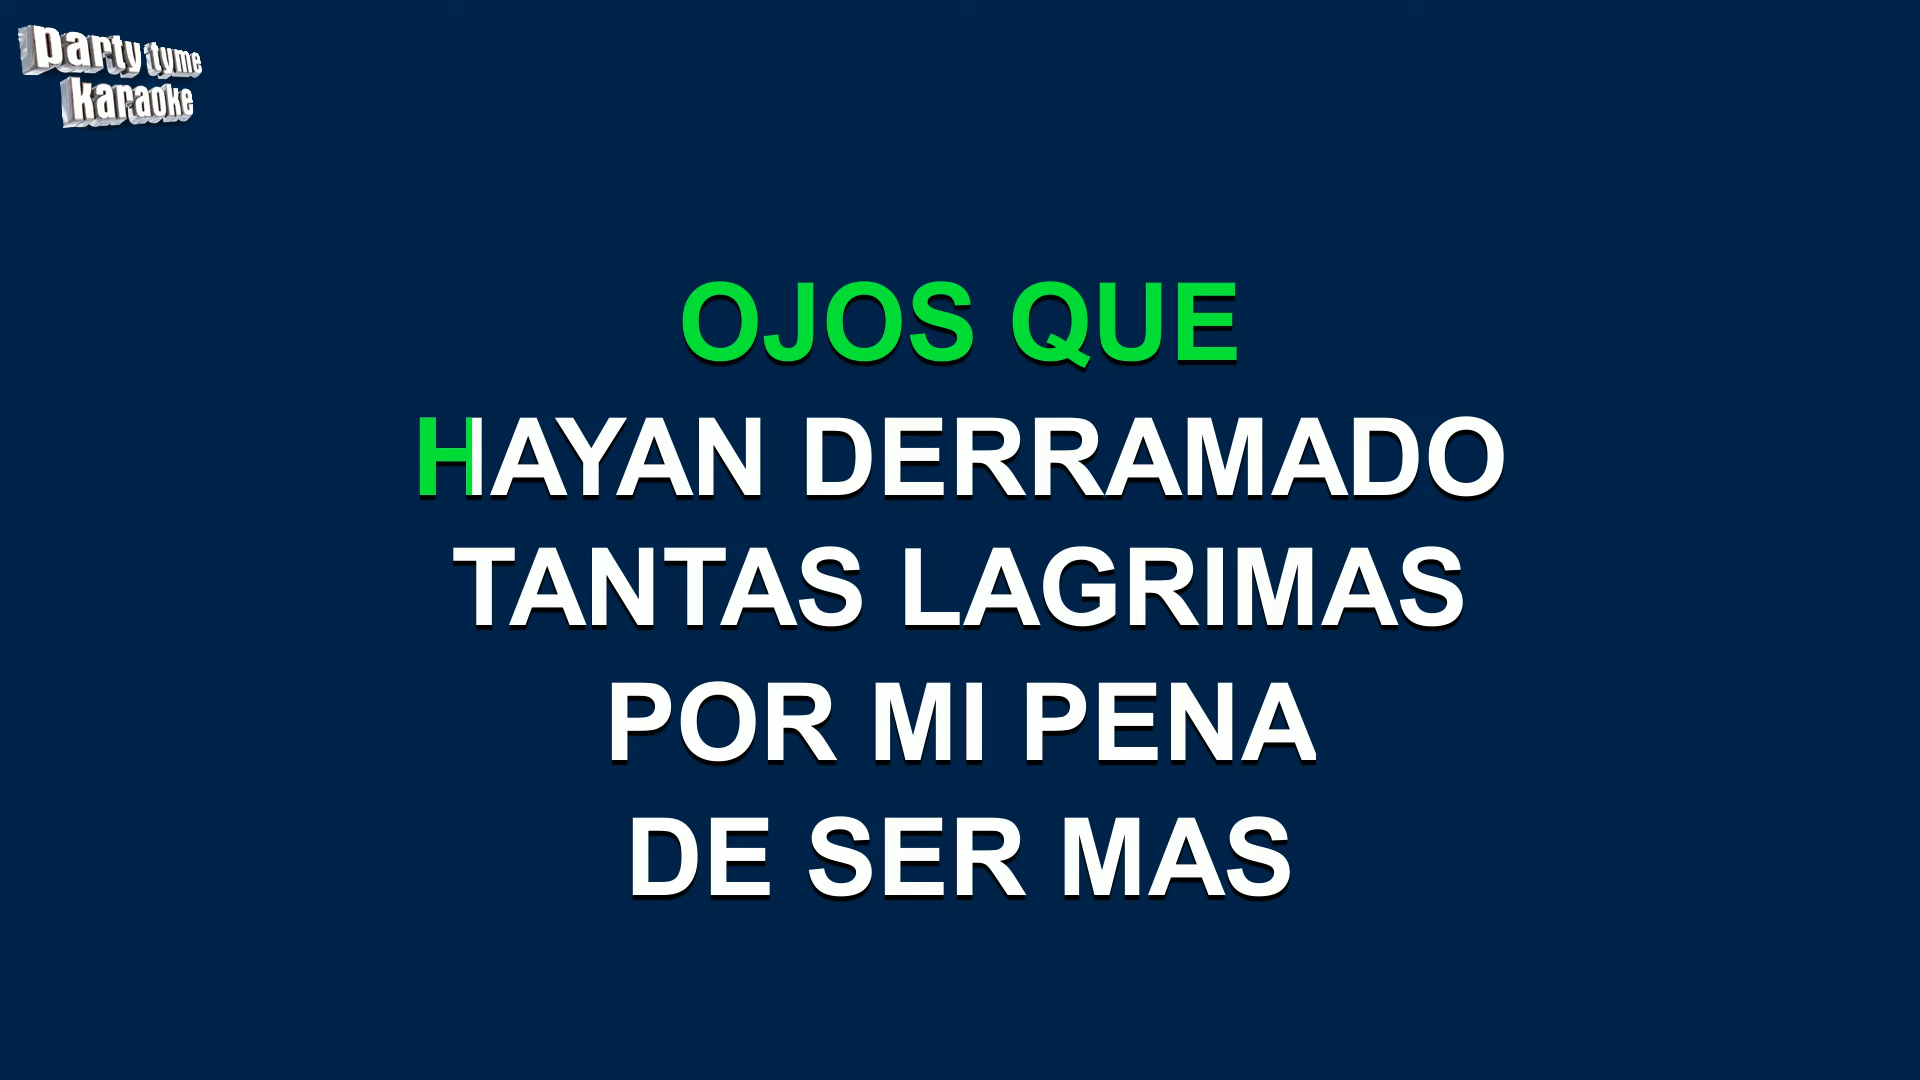 party tyme
karaoke
OJOS QUE
HAYAN DERRAMADO
TANTAS LAGRIMAS
POR MI PENA
DE SER MAS